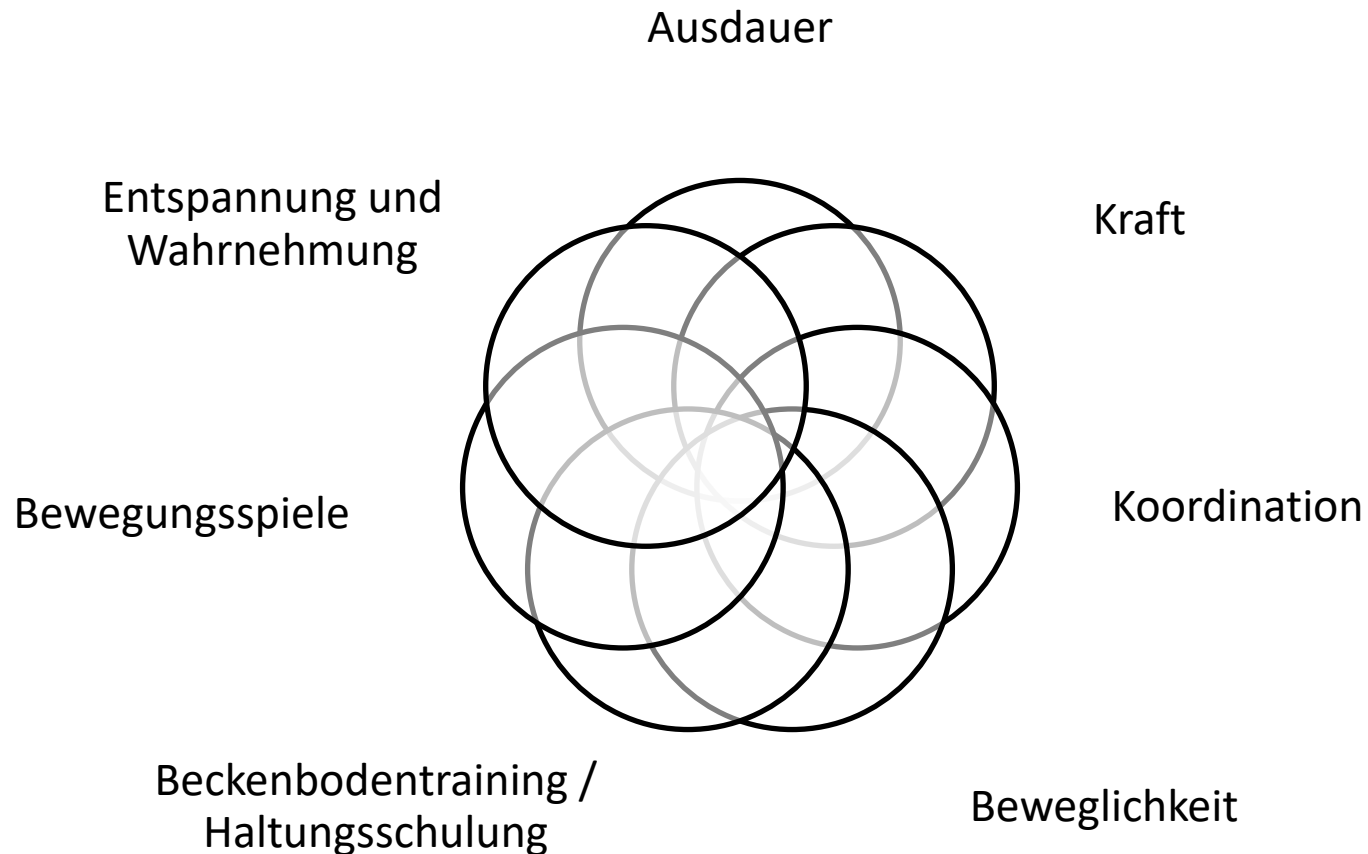 Ausdauer
Entspannung und
Wahrnehmung
Kraft
Bewegungsspiele
Koordination
Beckenbodentraining /
Haltungsschulung
Beweglichkeit